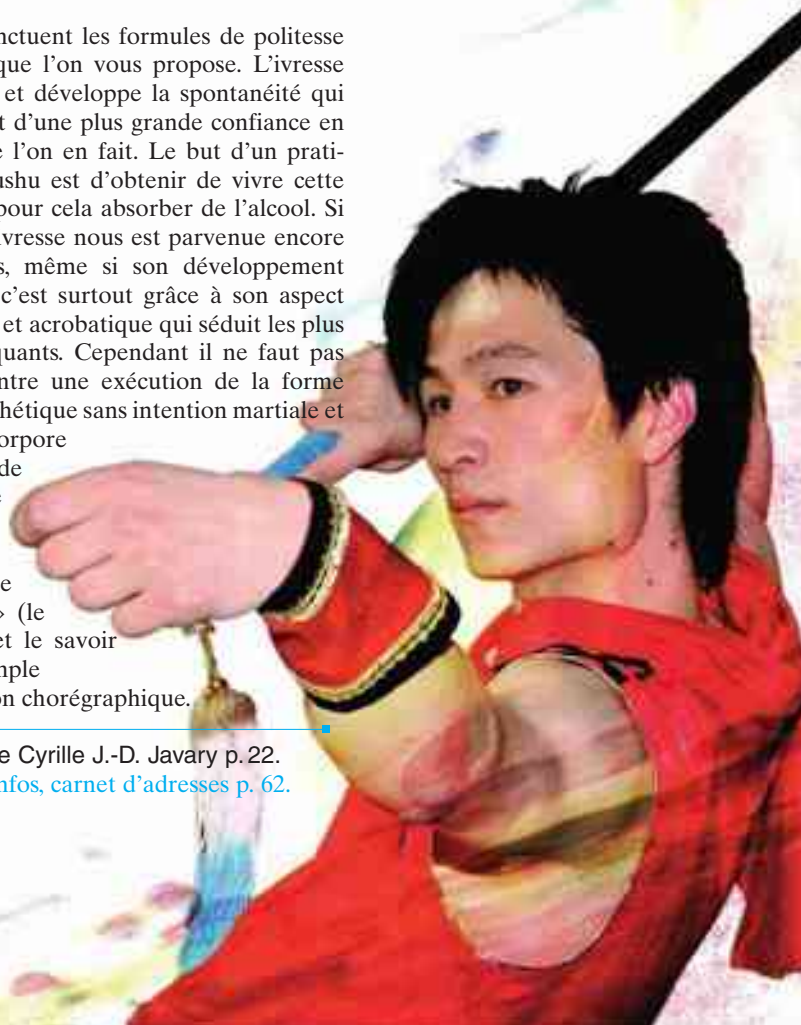 nctuent les formules de politesse
que l'on vous propose. L'ivresse
et développe la spontanéité qui
t d'une plus grande confiance en
e l'on en fait. Le but d'un prati-
ushu est d'obtenir de vivre cette
pour cela absorber de l'alcool. Si
ivresse nous est parvenue encore
s, même si son développement
c'est surtout grâce à son aspect
et acrobatique qui séduit les plus
quants. Cependant il ne faut pas
ntre une exécution de la forme
thétique sans intention martiale et
corpore
de
e
» (le
et le savoir
mple
on chorégraphique.
e Cyrille J.-D. Javary p. 22.
nfos, carnet d'adresses p. 62.